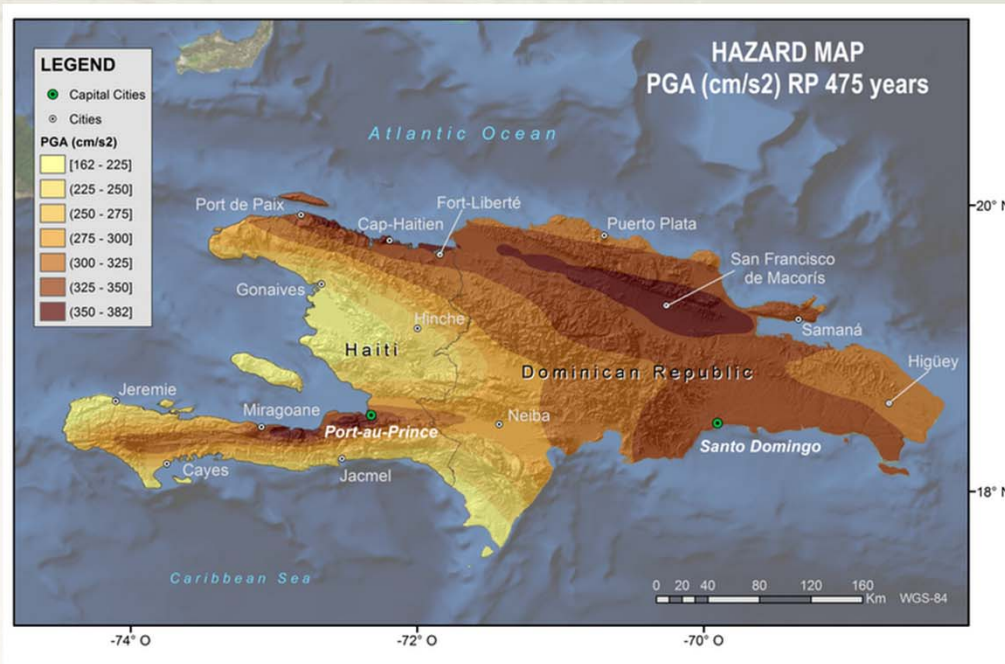 HAZARD MAP
PGA (cm/s2) RP 475 years
LEGEND
Capital Cities
Cities
PGA (cm/s2)
[162 - 225]
(225 - 250]
(250 - 275]
(275 - 300]
(300 - 325]
(325 - 350]
(350 - 382]
Atlantic Ocean
Port de Paix
Fort-Liberté
Cap-Haitien
Puerto Plata
20° N
San Francisco
de Macorís
Gonaives
Hinche
Samaná
Haiti
Dominican Republic
Higüey
Jeremie
Miragoane
Neiba
Port-au-Prince
Santo Domingo
Cayes
Jacmel
18° N
Caribbean Sea
0 20 40 80 120 160
Km WGS-84
-74° O
-72° O
-70° O